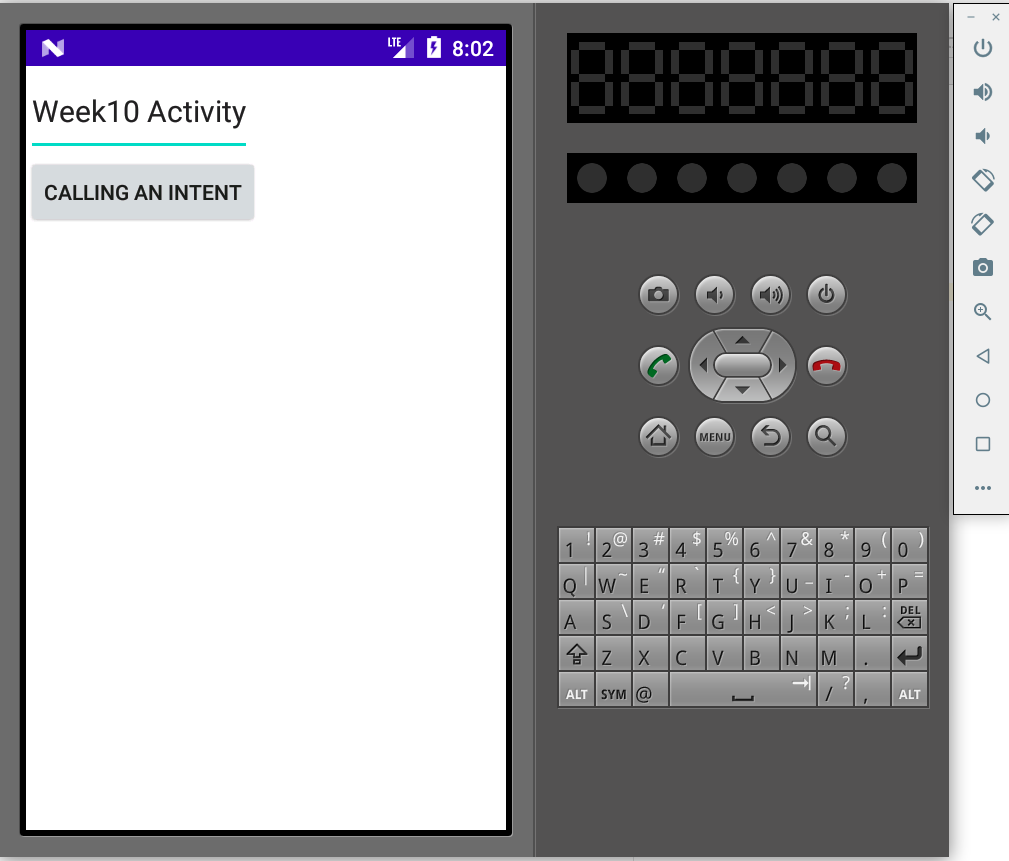 LTE 8:02
Week10 Activity
CALLING AN INTENT
MENU
1 ! 2 @ 3 # 4 $ 5 % 6 ^ 7 & 8 * 9 ( 0 )
Q | W ~ E “ R ` T { Y } U _ I - O + P =
A S \ D ‘ F [ G ] H < J > K ; L : DEL
Z X C V B N M .
ALT SYM @ / ? , ALT